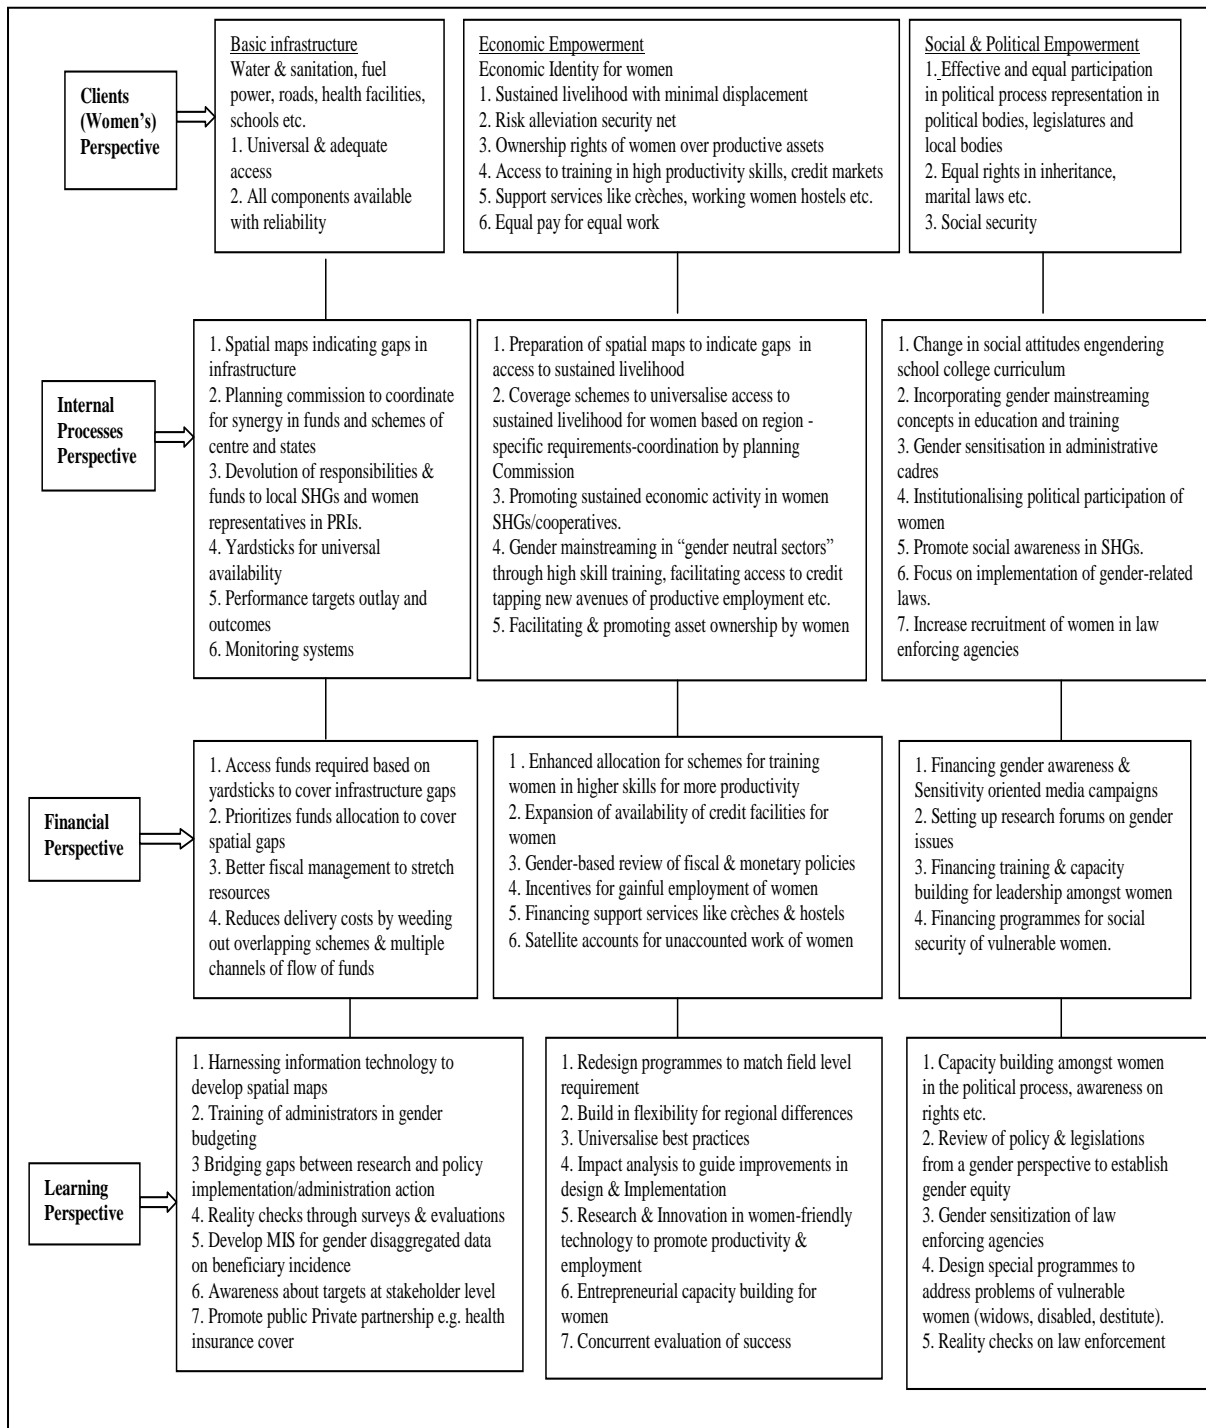 Clients
(Women's)
Perspective
Basic infrastructure
Water & sanitation, fuel
power, roads, health facilities,
schools etc.
1. Universal & adequate
access
2. All components available
with reliability
Economic Empowerment
Economic Identity for women
1. Sustained livelihood with minimal displacement
2. Risk alleviation security net
3. Ownership rights of women over productive assets
4. Access to training in high productivity skills, credit markets
5. Support services like crèches, working women hostels etc.
6. Equal pay for equal work
Social & Political Empowerment
1. Effective and equal participation
in political process representation in
political bodies, legislatures and
local bodies
2. Equal rights in inheritance,
marital laws etc.
3. Social security
Internal
Processes
Perspective
1. Spatial maps indicating gaps in
infrastructure
2. Planning commission to coordinate
for synergy in funds and schemes of
centre and states
3. Devolution of responsibilities &
funds to local SHGs and women
representatives in PRIs.
4. Yardsticks for universal
availability
5. Performance targets outlay and
outcomes
6. Monitoring systems
1. Preparation of spatial maps to indicate gaps in
access to sustained livelihood
2. Coverage schemes to universalise access to
sustained livelihood for women based on region -
specific requirements-coordination by planning
Commission
3. Promoting sustained economic activity in women
SHGs/cooperatives.
4. Gender mainstreaming in “gender neutral sectors”
through high skill training, facilitating access to credit
tapping new avenues of productive employment etc.
5. Facilitating & promoting asset ownership by women
1. Change in social attitudes engendering
school college curriculum
2. Incorporating gender mainstreaming
concepts in education and training
3. Gender sensitisation in administrative
cadres
4. Institutionalising political participation of
women
5. Promote social awareness in SHGs.
6. Focus on implementation of gender-related
laws.
7. Increase recruitment of women in law
enforcing agencies
Financial
Perspective
1. Access funds required based on
yardsticks to cover infrastructure gaps
2. Prioritizes funds allocation to cover
spatial gaps
3. Better fiscal management to stretch
resources
4. Reduces delivery costs by weeding
out overlapping schemes & multiple
channels of flow of funds
1 . Enhanced allocation for schemes for training
women in higher skills for more productivity
2. Expansion of availability of credit facilities for
women
3. Gender-based review of fiscal & monetary policies
4. Incentives for gainful employment of women
5. Financing support services like crèches & hostels
6. Satellite accounts for unaccounted work of women
1. Financing gender awareness &
Sensitivity oriented media campaigns
2. Setting up research forums on gender
issues
3. Financing training & capacity
building for leadership amongst women
4. Financing programmes for social
security of vulnerable women.
Learning
Perspective
1. Harnessing information technology to
develop spatial maps
2. Training of administrators in gender
budgeting
3 Bridging gaps between research and policy
implementation/administration action
4. Reality checks through surveys & evaluations
5. Develop MIS for gender disaggregated data
on beneficiary incidence
6. Awareness about targets at stakeholder level
7. Promote public Private partnership e.g. health
insurance cover
1. Redesign programmes to match field level
requirement
2. Build in flexibility for regional differences
3. Universalise best practices
4. Impact analysis to guide improvements in
design & Implementation
5. Research & Innovation in women-friendly
technology to promote productivity &
employment
6. Entrepreneurial capacity building for
women
7. Concurrent evaluation of success
1. Capacity building amongst women
in the political process, awareness on
rights etc.
2. Review of policy & legislations
from a gender perspective to establish
gender equity
3. Gender sensitization of law
enforcing agencies
4. Design special programmes to
address problems of vulnerable
women (widows, disabled, destitute).
5. Reality checks on law enforcement